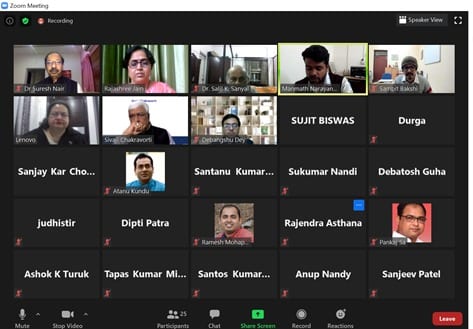 Zoom Meeting
Recording
Speaker View
Dr Suresh Nair
Rajashree Jain
Dr. Salil K. Sanyal
Manmath Narayan...
Sampit Bakshi
Lenovo
Sivaji Chakravorti
Debangshu Dey
SUJIT BISWAS
Durga
Sanjay Kar Cho...
Atanu Kundu
Santanu Kumar...
Sukumar Nandi
Debatosh Guha
judhistir
Dipti Patra
Ramesh Mohap...
Rajendra Asthana
Pankaj Sa
Ashok K Turuk
Tapas Kumar Mi...
Santos Kumar...
Anup Nandy
Sanjeev Patel
Mute
Stop Video
25
Participants
Chat
Share Screen
Record
Reactions
Leave